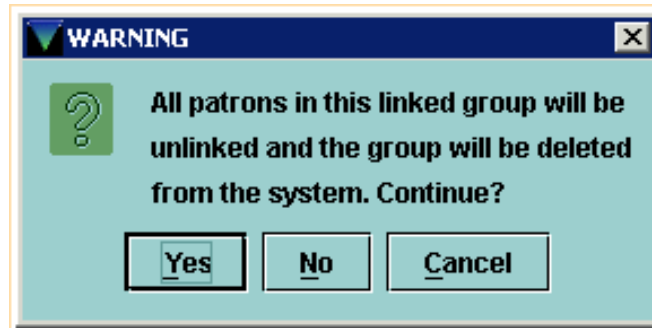 WARNING
All patrons in this linked group will be
unlinked and the group will be deleted
from the system. Continue?
Yes No Cancel